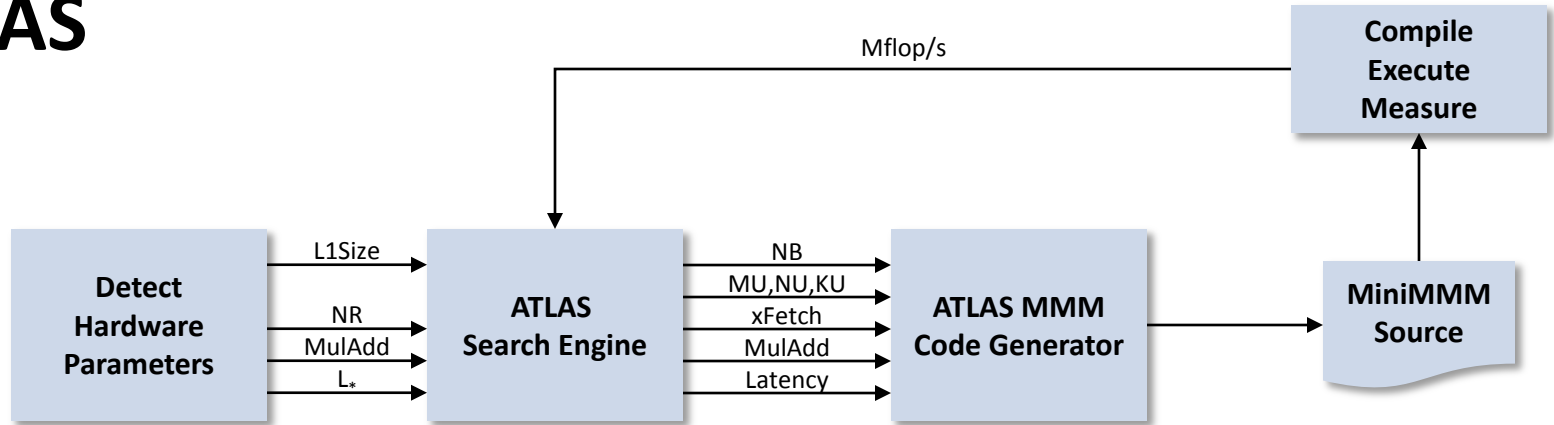 AS
Mflop/s
Compile
Execute
Measure
Detect
Hardware
Parameters
L1Size
NR
MulAdd
L*
ATLAS
Search Engine
NB
MU,NU,KU
xFetch
MulAdd
Latency
ATLAS MMM
Code Generator
MiniMMM
Source